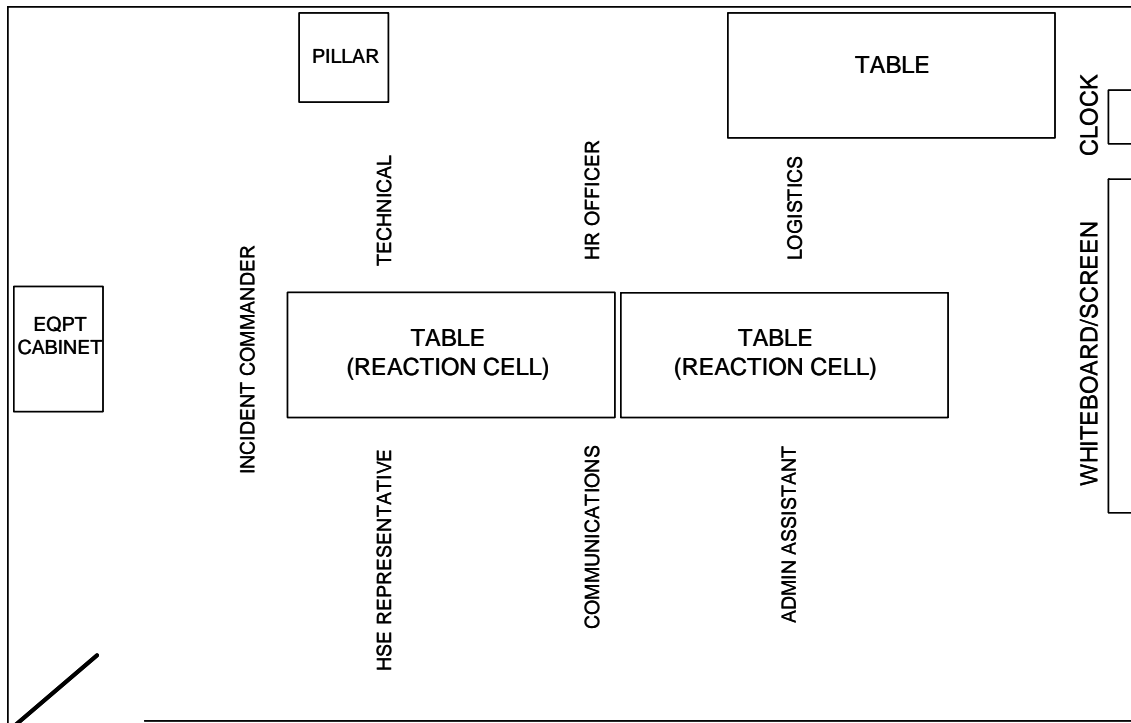 PILLAR
TABLE
CLOCK
TECHNICAL
HR OFFICER
LOGISTICS
INCIDENT COMMANDER
EQPT
CABINET
TABLE
(REACTION CELL)
TABLE
(REACTION CELL)
WHITEBOARD/SCREEN
HSE REPRESENTATIVE
COMMUNICATIONS
ADMIN ASSISTANT